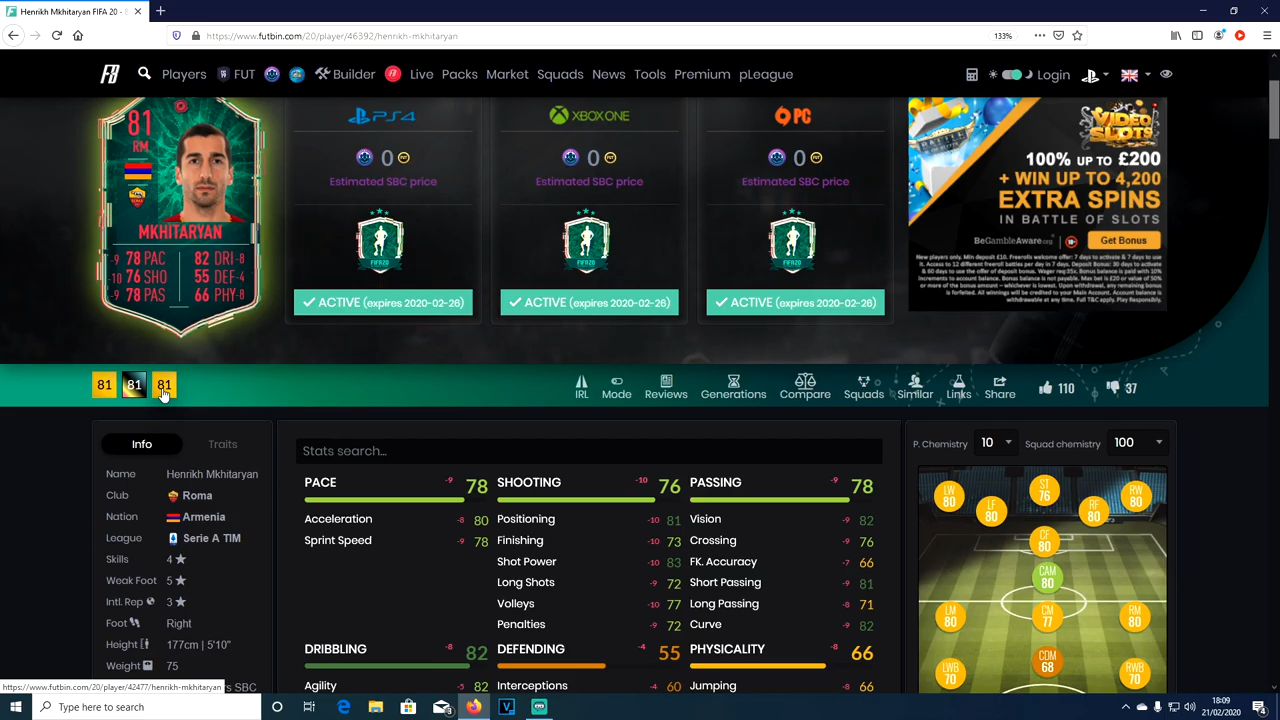 Henrikh Mkhitaryan FIFA 20 -
https://www.futbin.com/20/player/46392/henrikh-mkhitaryan
133%
Players FUT Builder Live Packs Market Squads News Tools Premium pLeague Login
81
RM
MKHITARYAN
-9 78 PAC 82 DRI -8
-10 76 SHO 55 DEF -4
-9 78 PAS 66 PHY -8
PS4 XBOX ONE PC
0 0 0
Estimated SBC price Estimated SBC price Estimated SBC price
FIFA20 FIFA20 FIFA20
ACTIVE (expires 2020-02-26) ACTIVE (expires 2020-02-26) ACTIVE (expires 2020-02-26)
VIDEO SLOTS
100% UP TO £200
+ WIN UP TO 4,200
EXTRA SPINS
IN BATTLE OF SLOTS
BeGambleAware.org Get Bonus
81 81 81
IRL Mode Reviews Generations Compare Squads Similar Links Share 110 37
Info Traits
Name Henrikh Mkhitaryan
Club Roma
Nation Armenia
League Serie A TIM
Skills 4
Weak Foot 5
Intl. Rep 3
Foot Right
Height 177cm | 5'10"
Weight 75
Stats search...
PACE -9 78 SHOOTING -10 76 PASSING -9 78
Acceleration -8 80 Positioning -10 81 Vision -9 82
Sprint Speed -9 78 Finishing -10 73 Crossing -9 76
Shot Power -10 83 FK. Accuracy -7 66
Long Shots -9 72 Short Passing -9 81
Volleys -10 77 Long Passing -8 71
Penalties -9 72 Curve -9 82
DRIBBLING -8 82 DEFENDING -4 55 PHYSICALITY -8 66
Agility 82 Interceptions -4 60 Jumping -8 66
P. Chemistry 10 Squad chemistry 100
ST
76
LW
80
RW
80
LF
80
RF
80
CF
80
CAM
80
LM
80
CM
77
RM
80
CDM
68
LWB
70
RWB
70
https://www.futbin.com/20/player/42477/henrikh-mkhitaryan
Type here to search
18:09
21/02/2020